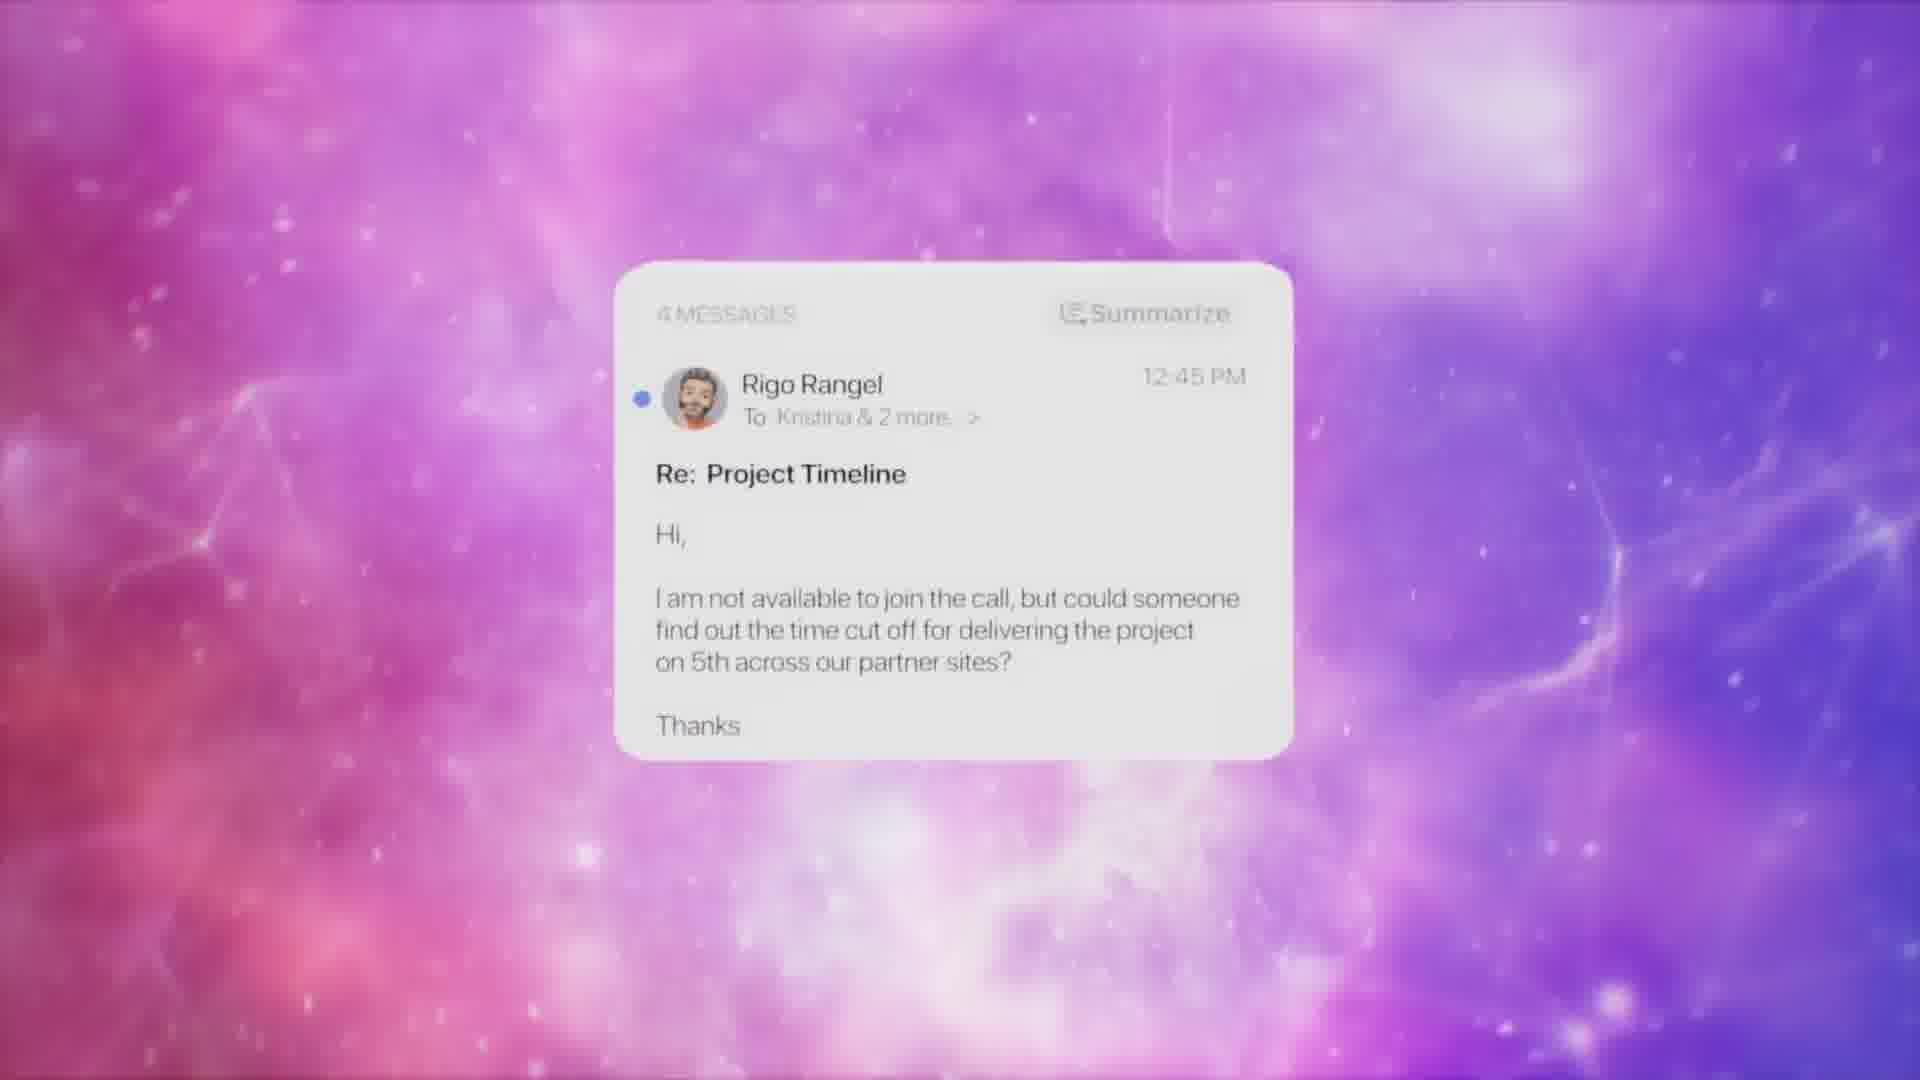 4 MESSAGES
Summarize
Rigo Rangel
12:45 PM
To Kristina & 2 more. >
Re: Project Timeline
Hi,
I am not available to join the call, but could someone
find out the time cut off for delivering the project
on 5th across our partner sites?
Thanks